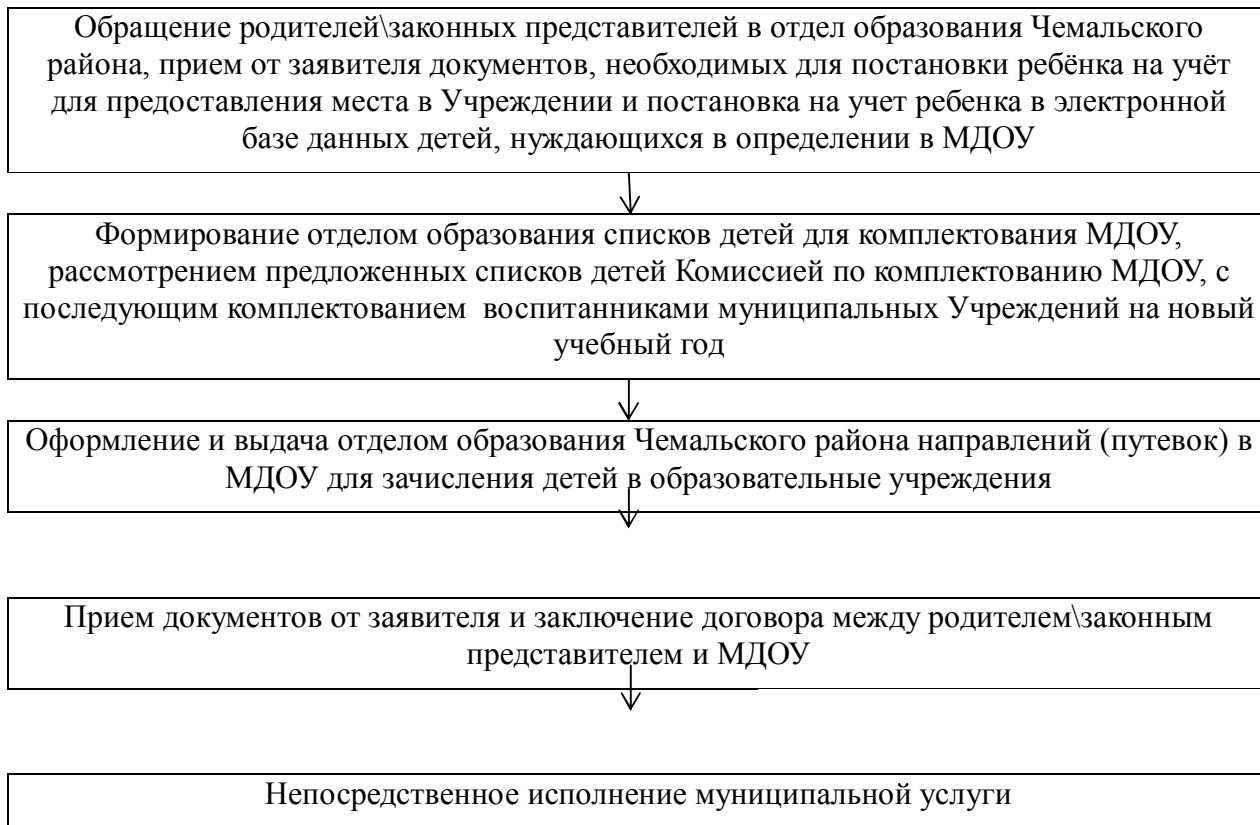 Обращение родителей\законных представителей в отдел образования Чемальского
района, прием от заявителя документов, необходимых для постановки ребёнка на учёт
для предоставления места в Учреждении и постановка на учет ребенка в электронной
базе данных детей, нуждающихся в определении в МДОУ
Формирование отделом образования списков детей для комплектования МДОУ,
рассмотрением предложенных списков детей Комиссией по комплектованию МДОУ, с
последующим комплектованием воспитанниками муниципальных Учреждений на новый
учебный год
Оформление и выдача отделом образования Чемальского района направлений (путевок) в
МДОУ для зачисления детей в образовательные учреждения
Прием документов от заявителя и заключение договора между родителем\законным
представителем и МДОУ
Непосредственное исполнение муниципальной услуги